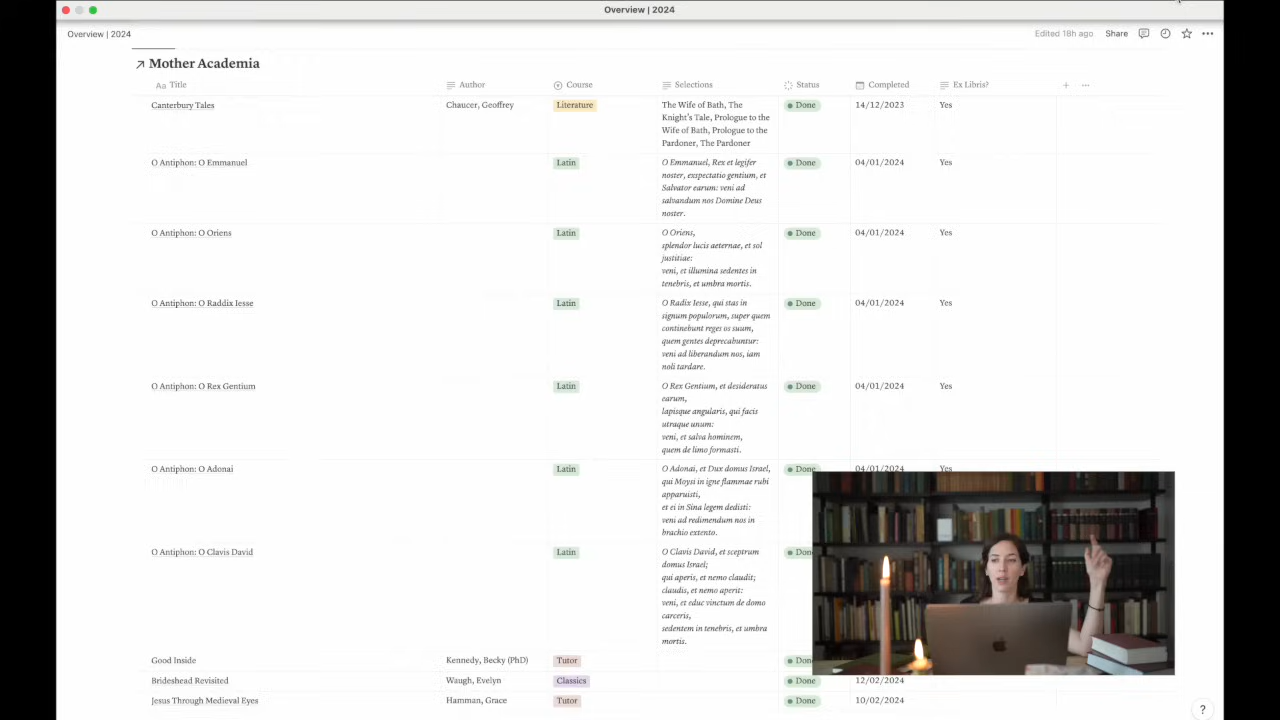 Overview | 2024
Overview | 2024
Edited 18h ago Share
Mother Academia
Aa Title Author Course Selections Status Completed Ex Libris?
Canterbury Tales Chaucer, Geoffrey Literature The Wife of Bath, The Done 14/12/2023 Yes
Knight's Tale, Prologue to the
Wife of Bath, Prologue to the
Pardoner, The Pardoner
O Antiphon: O Emmanuel Latin O Emmanuel, Rex et legifer Done 04/01/2024 Yes
noster, exspectatio gentium, et
Salvator earum: veni ad
salvandum nos Domine Deus
noster.
O Antiphon: O Oriens Latin O Oriens, Done 04/01/2024 Yes
splendor lucis aeternae, et sol
justitiae:
veni, et illumina sedentes in
tenebris, et umbra mortis.
O Antiphon: O Raddix Iesse Latin O Radix Iesse, qui stas in Done 04/01/2024 Yes
signum populorum, super quem
continebunt reges os suum,
quem gentes deprecabuntur:
veni ad liberandum nos, iam
noli tardare.
O Antiphon: O Rex Gentium Latin O Rex Gentium, et desideratus Done 04/01/2024 Yes
earum,
lapisque angularis, qui facis
utraque unum:
veni, et salva hominem,
quem de limo formasti.
O Antiphon: O Adonai Latin O Adonai, et Dux domus Israel, Done 04/01/2024 Yes
qui Moysi in igne flammae rubi
apparuisti,
et ei in Sina legem dedisti:
veni ad redimendum nos in
brachio extento.
O Antiphon: O Clavis David Latin O Clavis David, et sceptrum Done
domus Israel;
qui aperis, et nemo claudit;
claudis, et nemo aperit:
veni, et educ vinctum de domo
carceris,
sedentem in tenebris, et umbra
mortis.
Good Inside Kennedy, Becky (PhD) Tutor Done
Brideshead Revisited Waugh, Evelyn Classics Done 12/02/2024
Jesus Through Medieval Eyes Hamman, Grace Tutor Done 10/02/2024
?